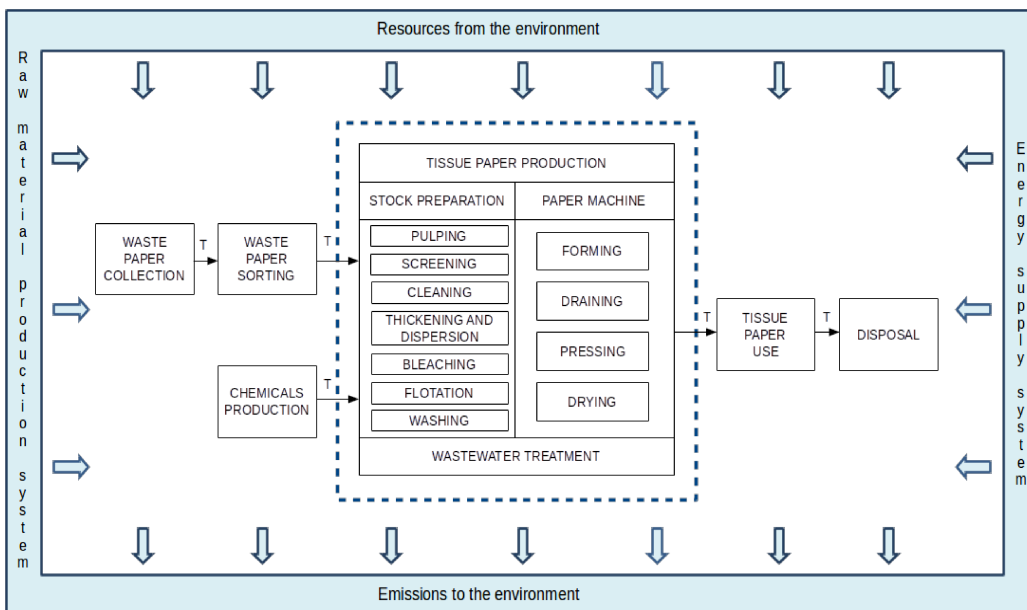 Resources from the environment
Raw material production system
Energy supply system
TISSUE PAPER PRODUCTION
STOCK PREPARATION
PAPER MACHINE
PULPING
SCREENING
CLEANING
THICKENING AND
DISPERSION
BLEACHING
FLOTATION
WASHING
FORMING
DRAINING
PRESSING
DRYING
WASTEWATER TREATMENT
WASTE
PAPER
COLLECTION
T
WASTE
PAPER
SORTING
T
CHEMICALS
PRODUCTION
T
T
TISSUE
PAPER
USE
T
DISPOSAL
Emissions to the environment